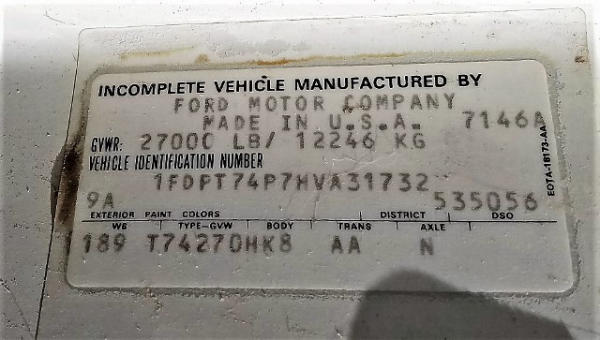 INCOMPLETE VEHICLE MANUFACTURED BY
FORD MOTOR COMPANY
MADE IN U.S.A. 7146A
GVWR: 27000 LB/ 12246 KG
VEHICLE IDENTIFICATION NUMBER
1FDPT74P7HVA31732
9A 535056
EXTERIOR PAINT COLORS DISTRICT DSO
WB TYPE-GVW BODY TRANS AXLE
189 T74270HK8 AA N
EOTA-1B173-AA